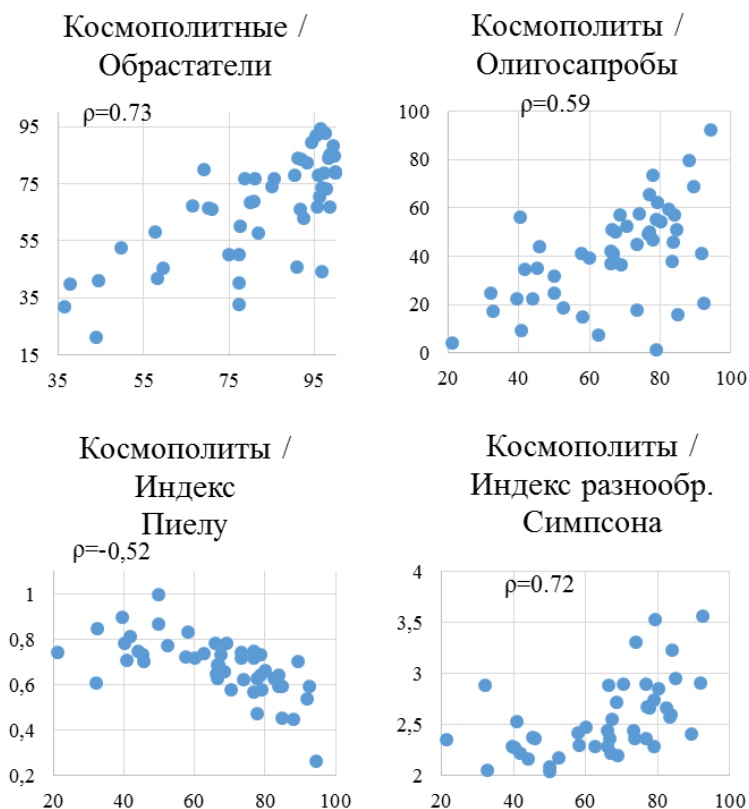 Космополитные /
Обрастатели
ρ=0.73
95
75
55
35
15
35 55 75 95
Космополиты /
Олигосапробы
ρ=0.59
100
80
60
40
20
0
20 40 60 80 100
Космополиты /
Индекс
Пиелу
ρ=-0,52
1
0,8
0,6
0,4
0,2
20 40 60 80 100
Космополиты /
Индекс разнообр.
Симпсона
ρ=0.72
4
3,5
3
2,5
2
20 40 60 80 100